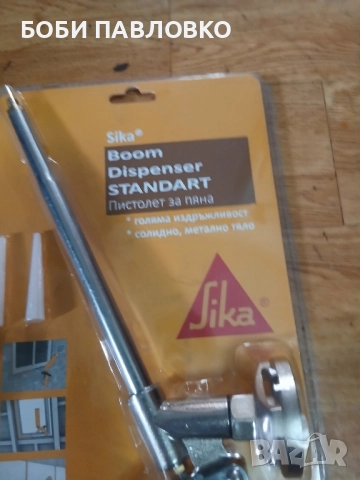 БОБИ ПАВЛОВКО
Sika®
Boom
Dispenser
STANDART
Пистолет за пяна
* голяма издръжливост
* солидно, метално тяло
Sika®
BAZAR